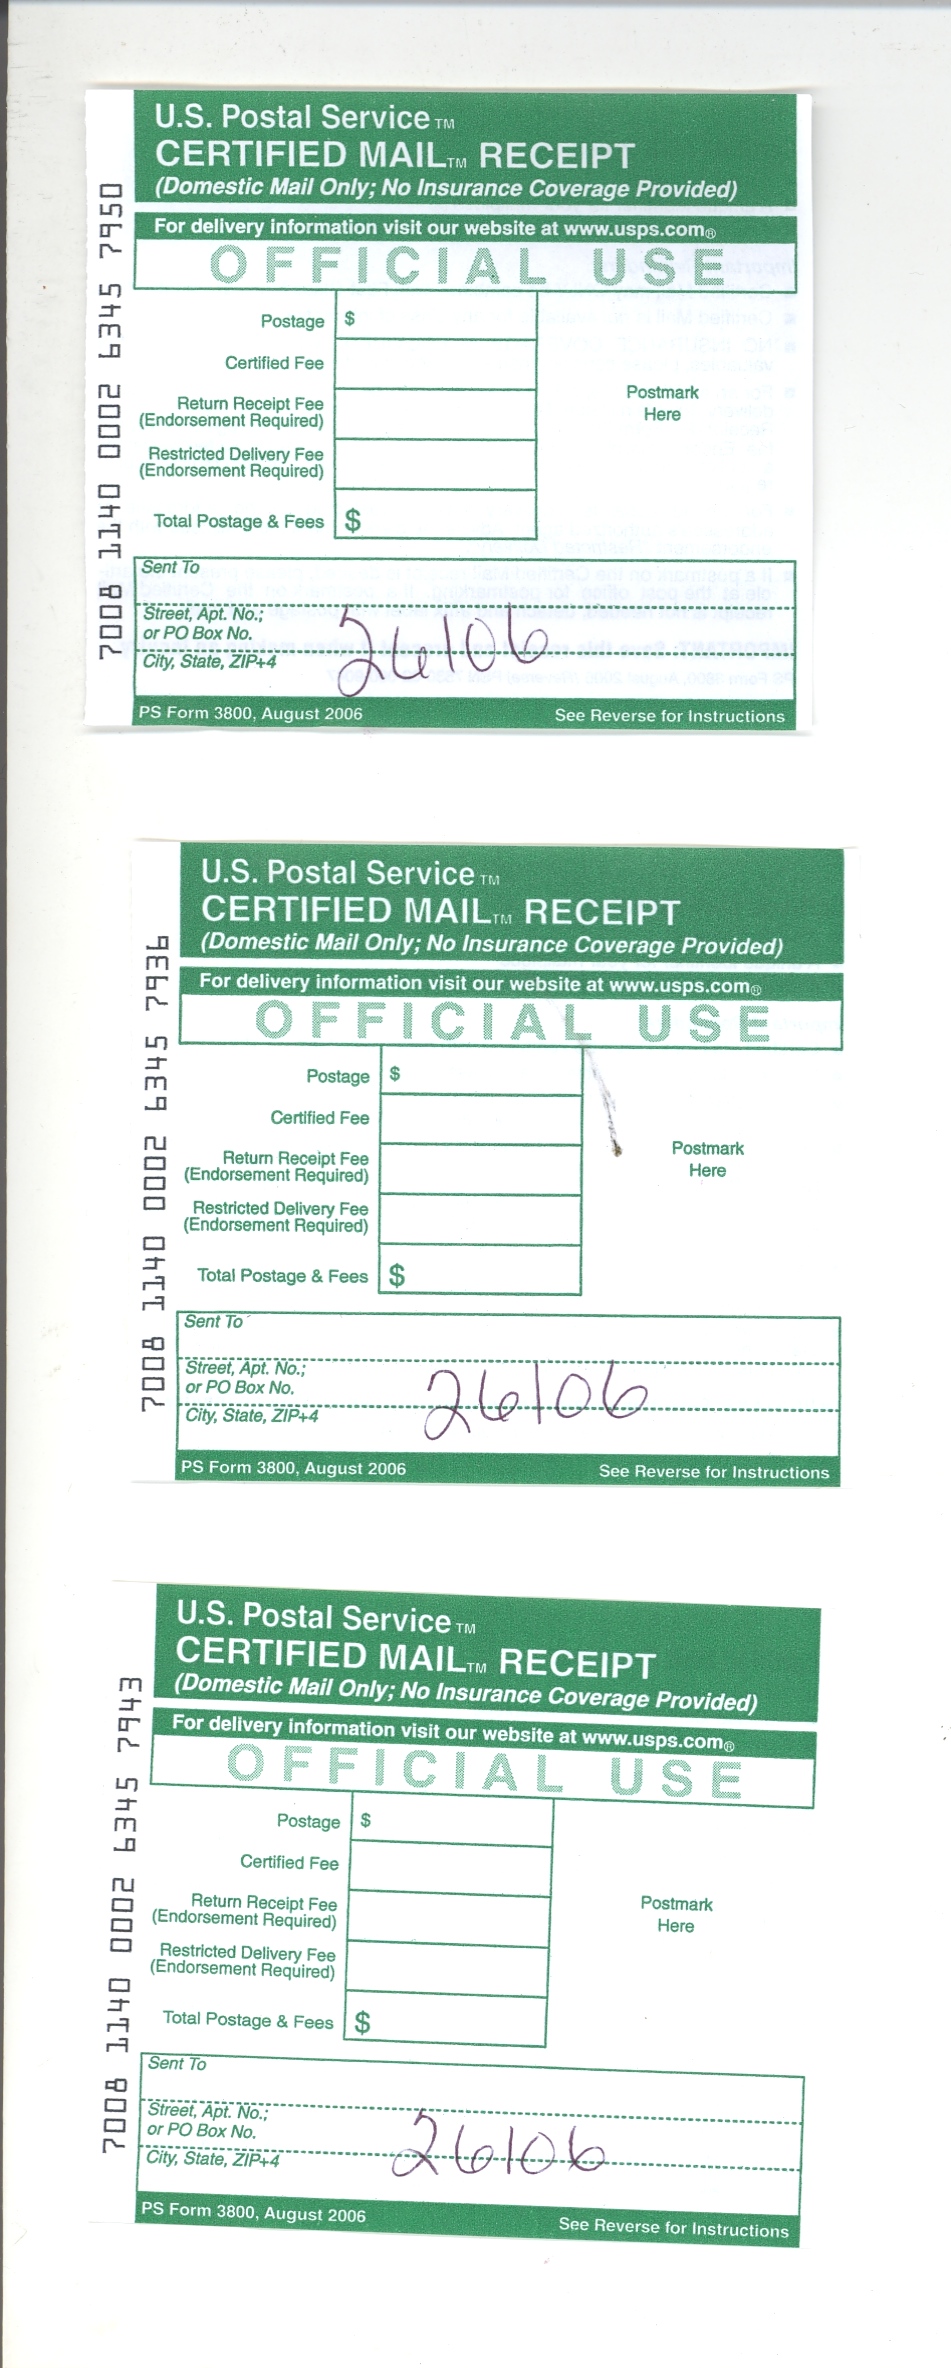 U.S. Postal Service™
CERTIFIED MAIL™ RECEIPT
(Domestic Mail Only; No Insurance Coverage Provided)
For delivery information visit our website at www.usps.com®
OFFICIAL USE
Postage $
Certified Fee
Return Receipt Fee
(Endorsement Required)
Restricted Delivery Fee
(Endorsement Required)
Total Postage & Fees $
Postmark
Here
Sent To
Street, Apt. No.;
or PO Box No.
City, State, ZIP+4
26106
PS Form 3800, August 2006 See Reverse for Instructions
7008 1140 0002 6345 7950
U.S. Postal Service™
CERTIFIED MAIL™ RECEIPT
(Domestic Mail Only; No Insurance Coverage Provided)
For delivery information visit our website at www.usps.com®
OFFICIAL USE
Postage $
Certified Fee
Return Receipt Fee
(Endorsement Required)
Restricted Delivery Fee
(Endorsement Required)
Total Postage & Fees $
Postmark
Here
Sent To
Street, Apt. No.;
or PO Box No.
City, State, ZIP+4
26106
PS Form 3800, August 2006 See Reverse for Instructions
7008 1140 0002 6345 7936
U.S. Postal Service™
CERTIFIED MAIL™ RECEIPT
(Domestic Mail Only; No Insurance Coverage Provided)
For delivery information visit our website at www.usps.com®
OFFICIAL USE
Postage $
Certified Fee
Return Receipt Fee
(Endorsement Required)
Restricted Delivery Fee
(Endorsement Required)
Total Postage & Fees $
Postmark
Here
Sent To
Street, Apt. No.;
or PO Box No.
City, State, ZIP+4
26106
PS Form 3800, August 2006 See Reverse for Instructions
7008 1140 0002 6345 7943